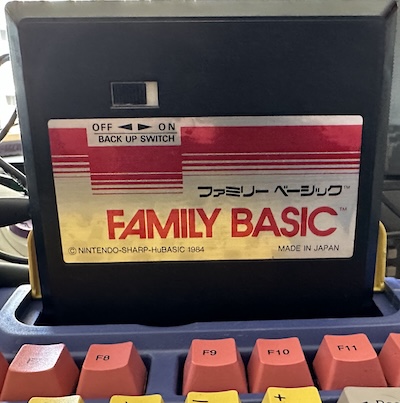 OFF ◄► ON
BACK UP SWITCH
ファミリー ベーシック™
FAMILY BASIC™
© NINTENDO·SHARP·HuBASIC 1984
MADE IN JAPAN
F8
F9
F10
F11